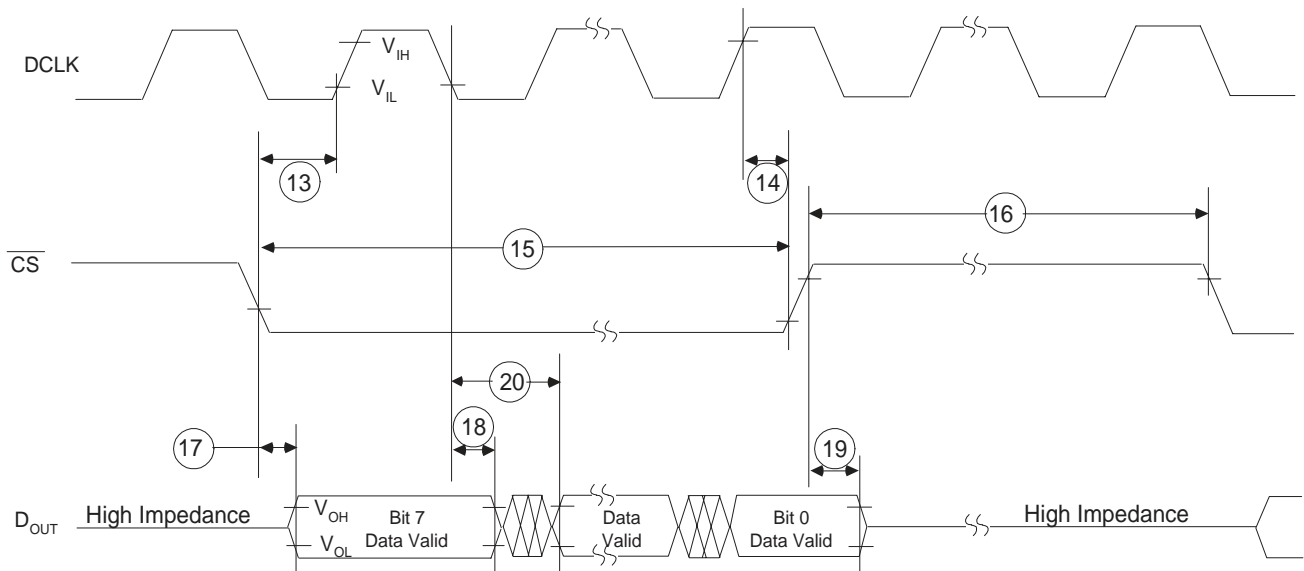 DCLK
V_IH
V_IL
13
14
16
15
CS
20
18
17
19
D_OUT
High Impedance
V_OH
V_OL
Bit 7
Data Valid
Data
Valid
Bit 0
Data Valid
High Impedance